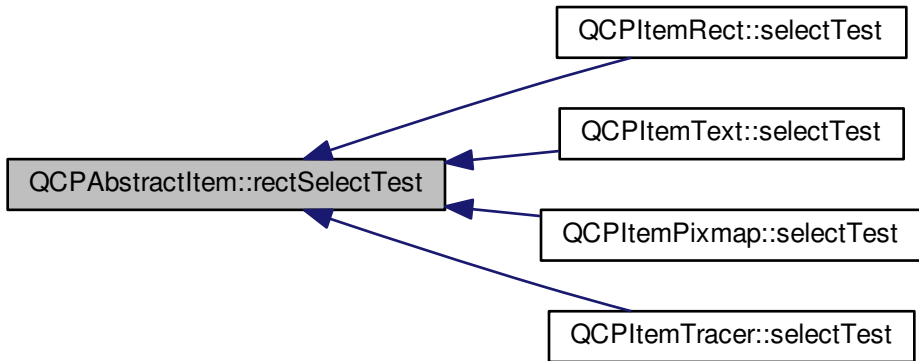 QCPItemRect::selectTest
QCPItemText::selectTest
QCPAbstractItem::rectSelectTest
QCPItemPixmap::selectTest
QCPItemTracer::selectTest